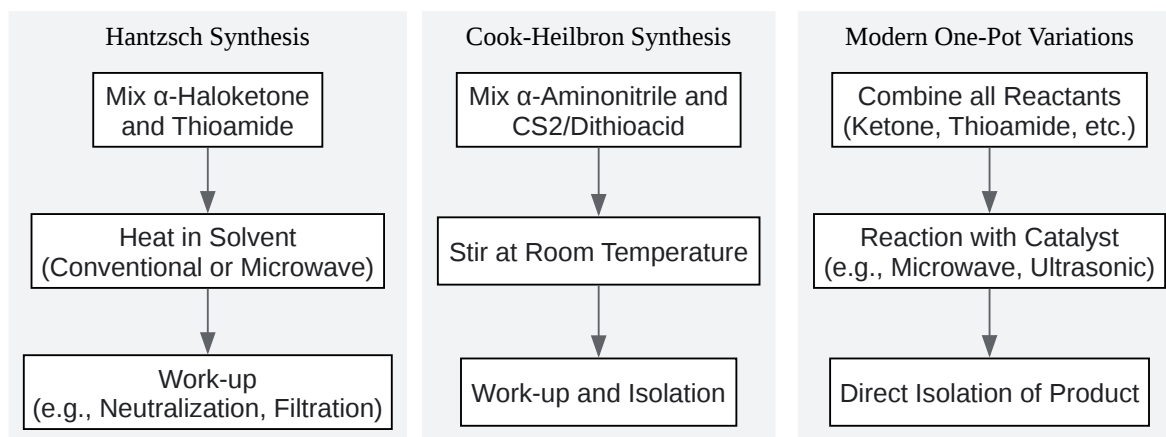 Hantzsch Synthesis
Mix α-Haloketone
and Thioamide
Heat in Solvent
(Conventional or Microwave)
Work-up
(e.g., Neutralization, Filtration)
Cook-Heilbron Synthesis
Mix α-Aminonitrile and
CS2/Dithioacid
Stir at Room Temperature
Work-up and Isolation
Modern One-Pot Variations
Combine all Reactants
(Ketone, Thioamide, etc.)
Reaction with Catalyst
(e.g., Microwave, Ultrasonic)
Direct Isolation of Product